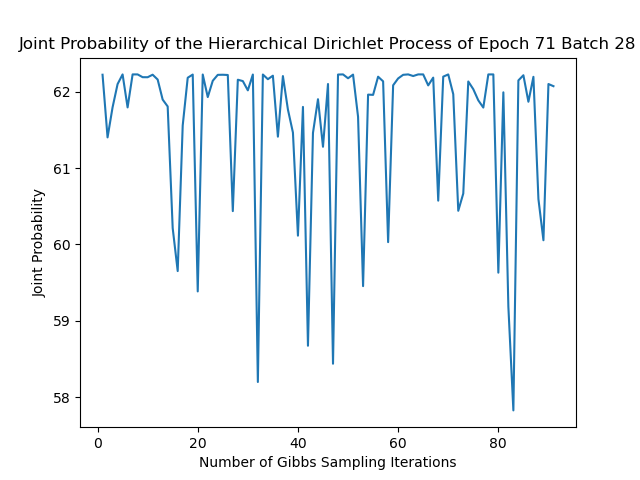 Joint Probability of the Hierarchical Dirichlet Process of Epoch 71 Batch 28
62
61
60
59
58
Joint Probability
0 20 40 60 80
Number of Gibbs Sampling Iterations